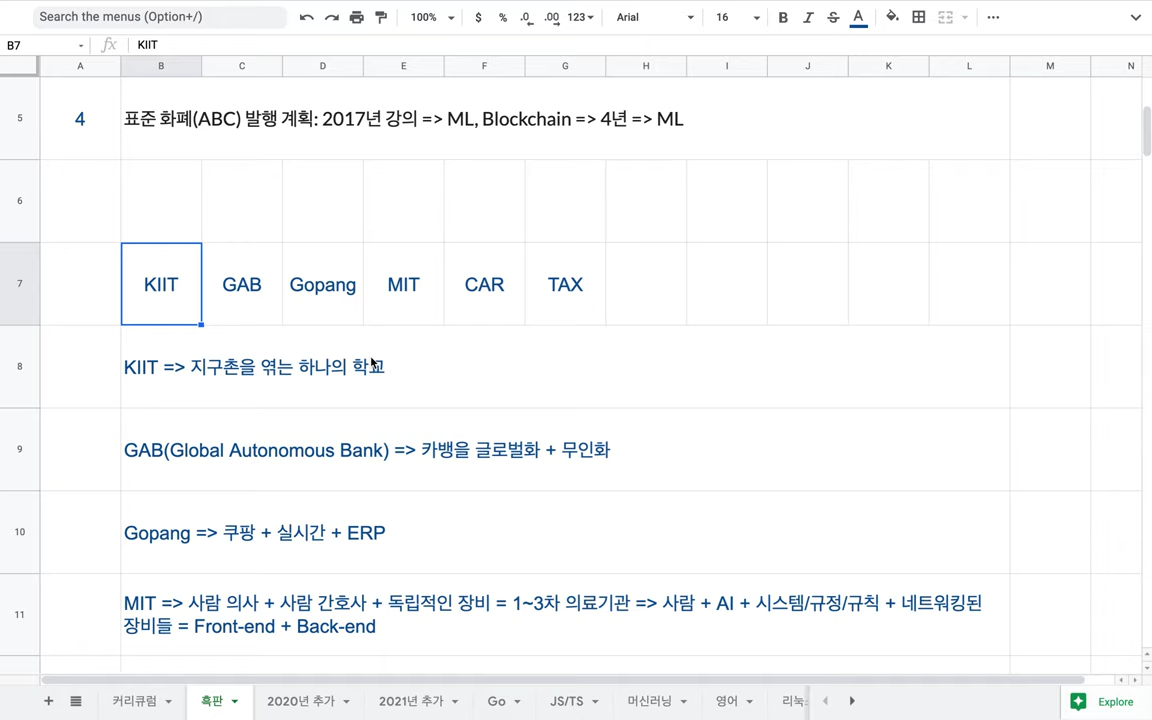 Search the menus (Option+/)
100%
$
%
.0
.00
123
Arial
16
B
I
S
A
B7
fx
KIIT
A B C D E F G H I J K L M N
5
4
표준 화폐(ABC) 발행 계획: 2017년 강의 => ML, Blockchain => 4년 => ML
6
7
KIIT GAB Gopang MIT CAR TAX
8
KIIT => 지구촌을 엮는 하나의 학교
9
GAB(Global Autonomous Bank) => 카뱅을 글로벌화 + 무인화
10
Gopang => 쿠팡 + 실시간 + ERP
11
MIT => 사람 의사 + 사람 간호사 + 독립적인 장비 = 1~3차 의료기관 => 사람 + AI + 시스템/규정/규칙 + 네트워킹된
장비들 = Front-end + Back-end
커리큘럼 흑판 2020년 추가 2021년 추가 Go JS/TS 머신러닝 영어 리눅
Explore